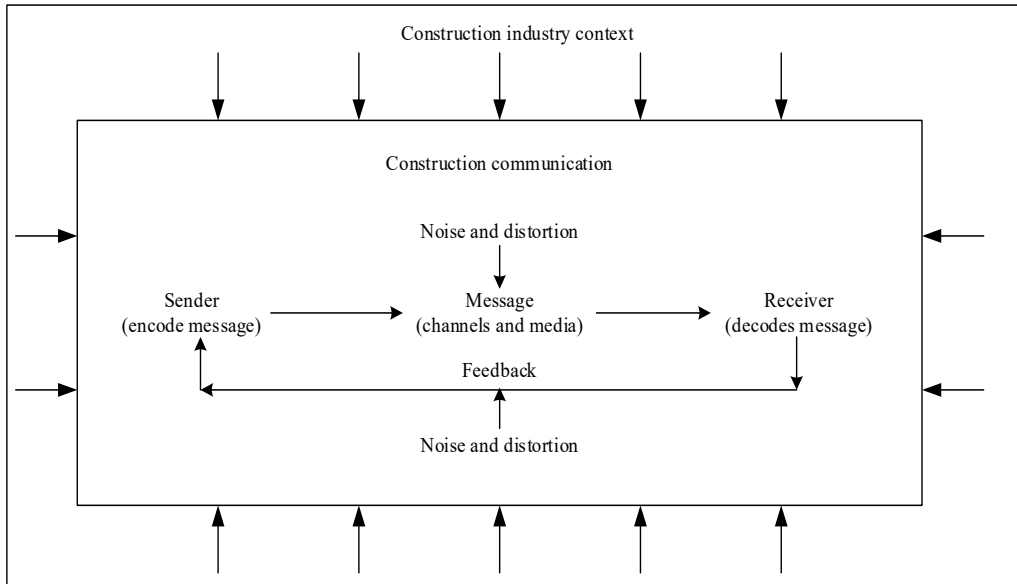 Construction industry context
Construction communication
Noise and distortion
Sender
(encode message)
Message
(channels and media)
Receiver
(decodes message)
Feedback
Noise and distortion